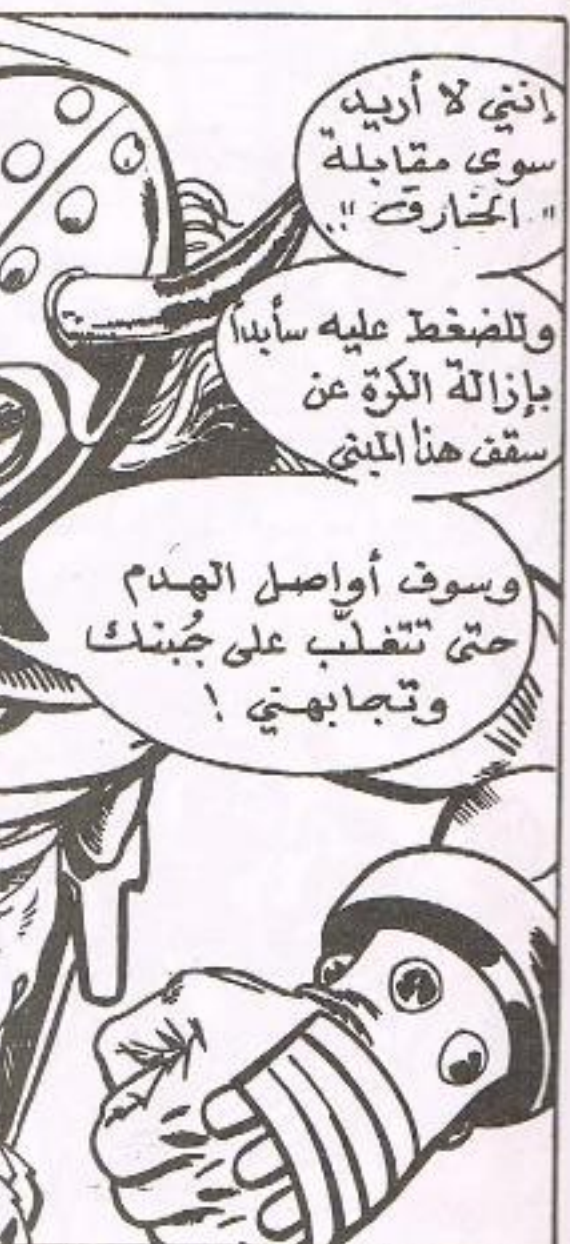 إنني لا أريد
سوى مقابلة
"الخارق"!!
وللضغط عليه سأبدأ
بإزالة الكرة عن
سقف هذا المبنى
وسوف أواصل الهدم
حتى تتغلّب على جُبنك
وتجابهني !